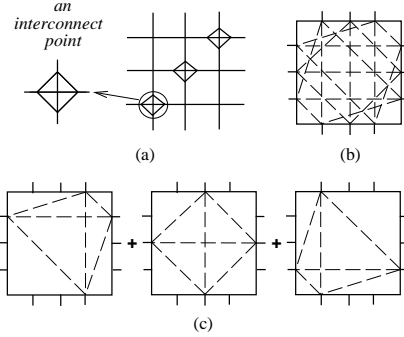 an
interconnect
point
(a)
(b)
+
+
(c)